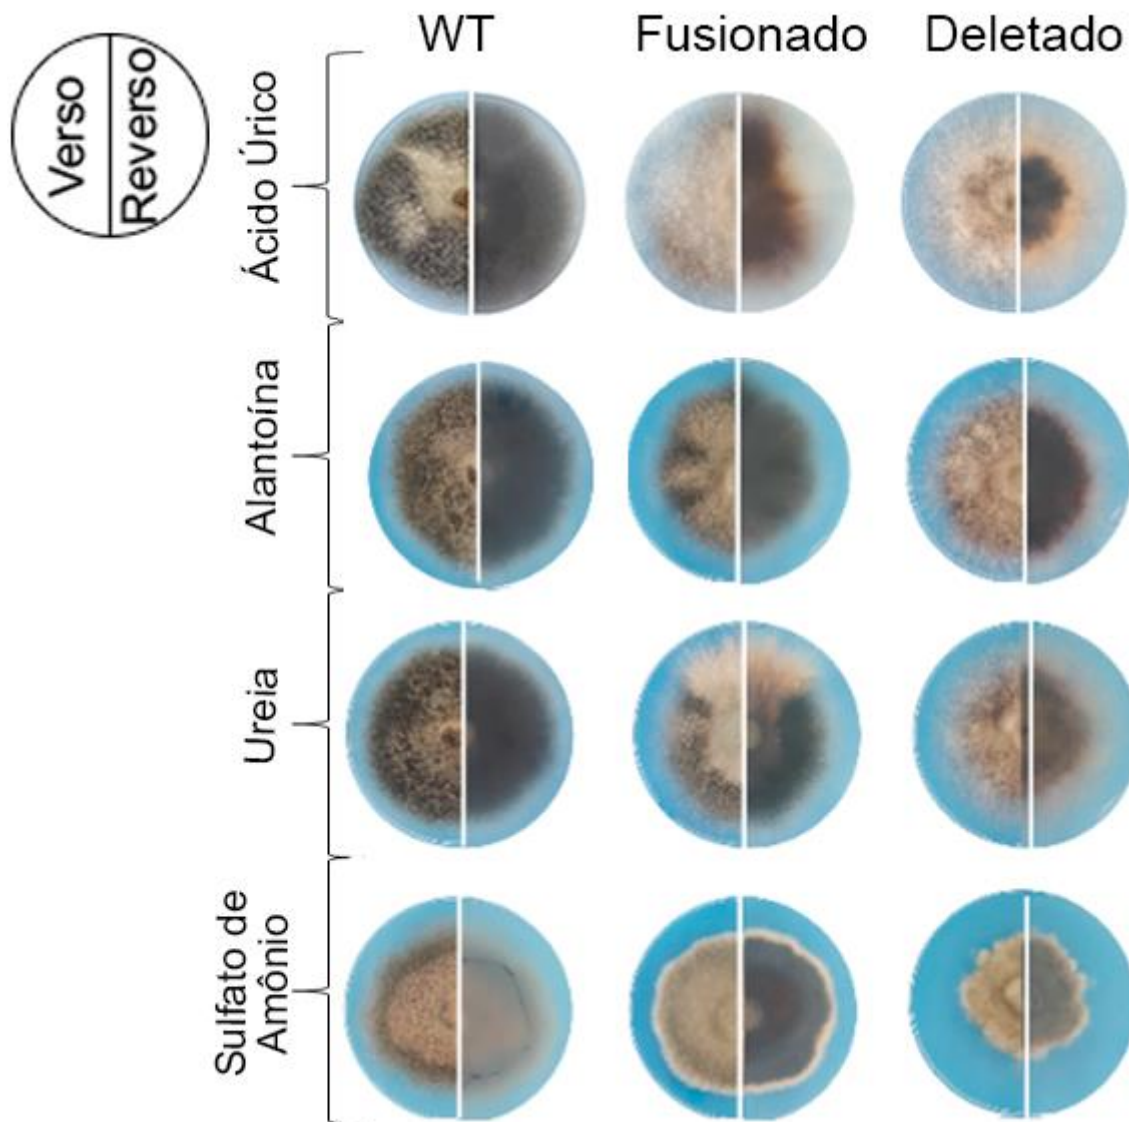 WT Fusionado Deletado
Verso
Reverso
Ácido Úrico
Alantoína
Ureia
Sulfato de
Amônio